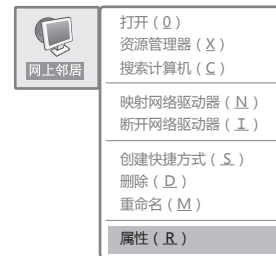 网上邻居
打开（0）
资源管理器（X）
搜索计算机（C）
映射网络驱动器（N）
断开网络驱动器（I）
创建快捷方式（S）
删除（D）
重命名（M）
属性（R）